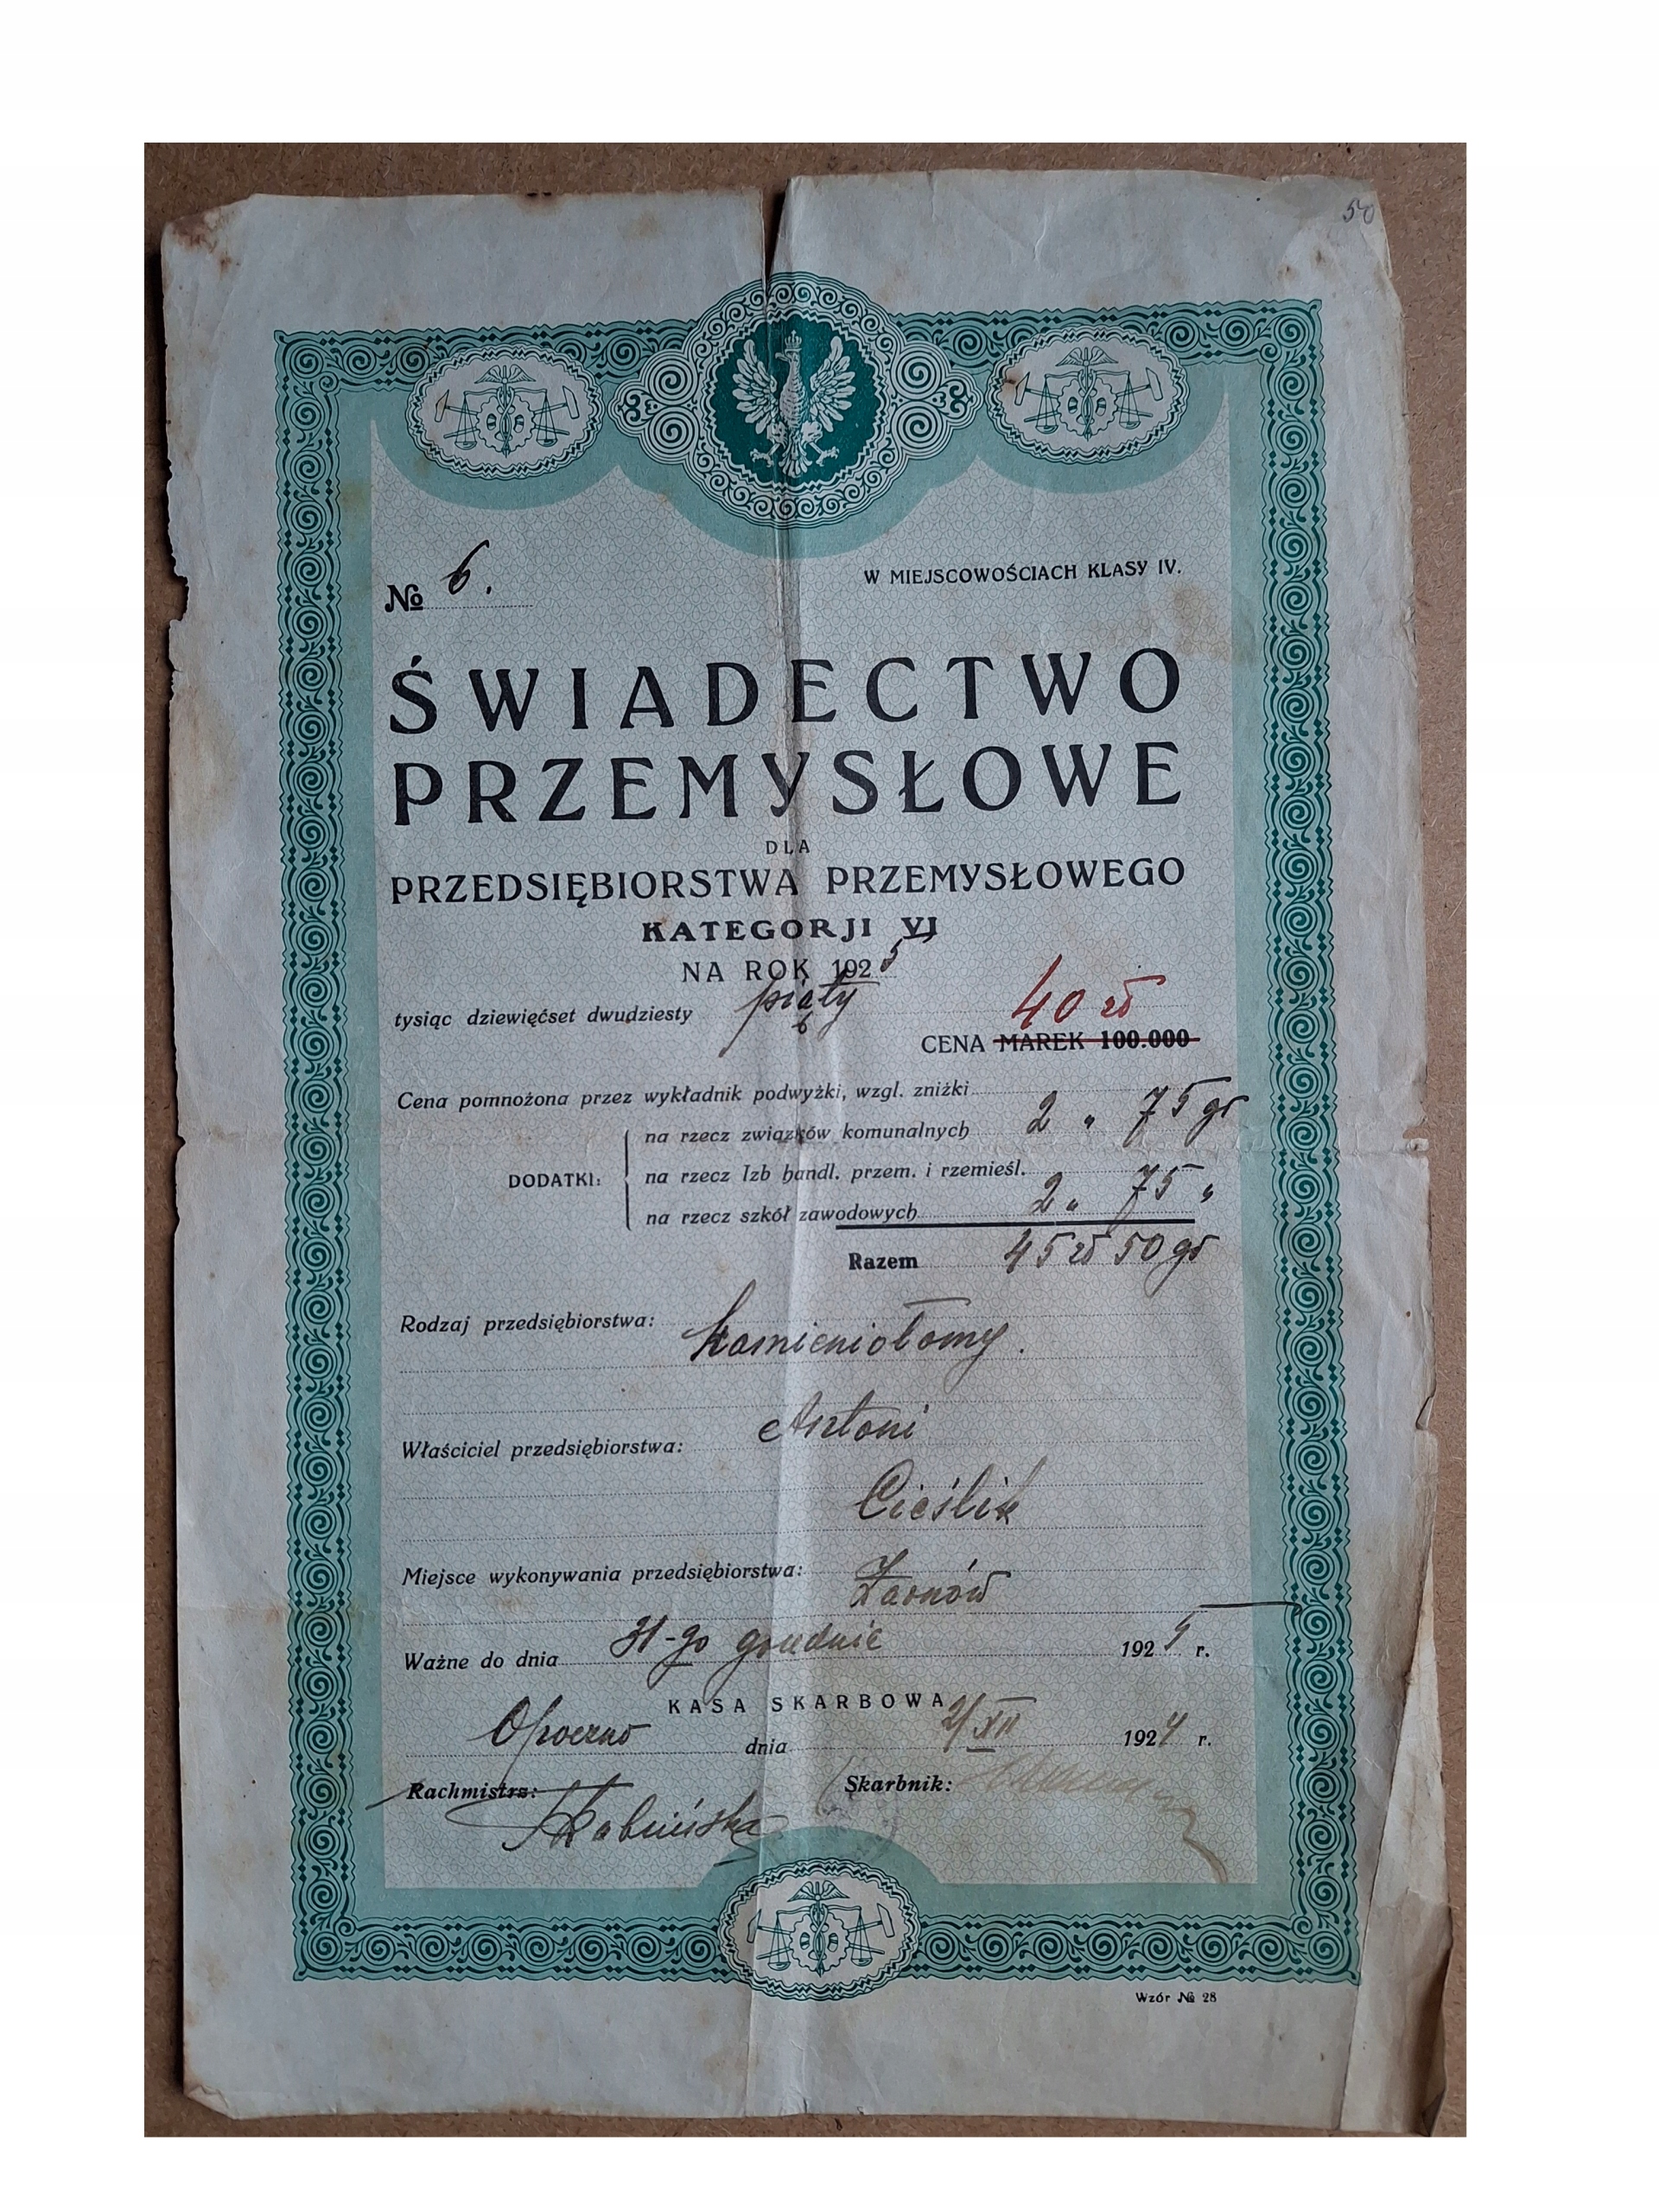 50
№ 6.
W MIEJSCOWOŚCIACH KLASY IV.
ŚWIADECTWO
PRZEMYSŁOWE
DLA
PRZEDSIĘBIORSTWA PRZEMYSŁOWEGO
KATEGORJI VI
NA ROK 1925
tysiąc dziewięćset dwudziesty piąty
40 zł
CENA MAREK 100.000
Cena pomnożona przez wykładnik podwyżki, wzgl. zniżki
DODATKI:
na rzecz związków komunalnych 2 " 75 gr
na rzecz Izb handl. przem. i rzemieśl.
na rzecz szkół zawodowych 2 " 75 "
Razem 45 zł 50 gr
Rodzaj przedsiębiorstwa: Kamieniołomy.
Właściciel przedsiębiorstwa: Antoni
Cieślik
Miejsce wykonywania przedsiębiorstwa: Żarnów
Ważne do dnia 31-go grudnia 1925 r.
KASA SKARBOWA
Opoczno dnia 2/XII 1924 r.
Rachmistrz: Skarbnik:
Wzór № 28